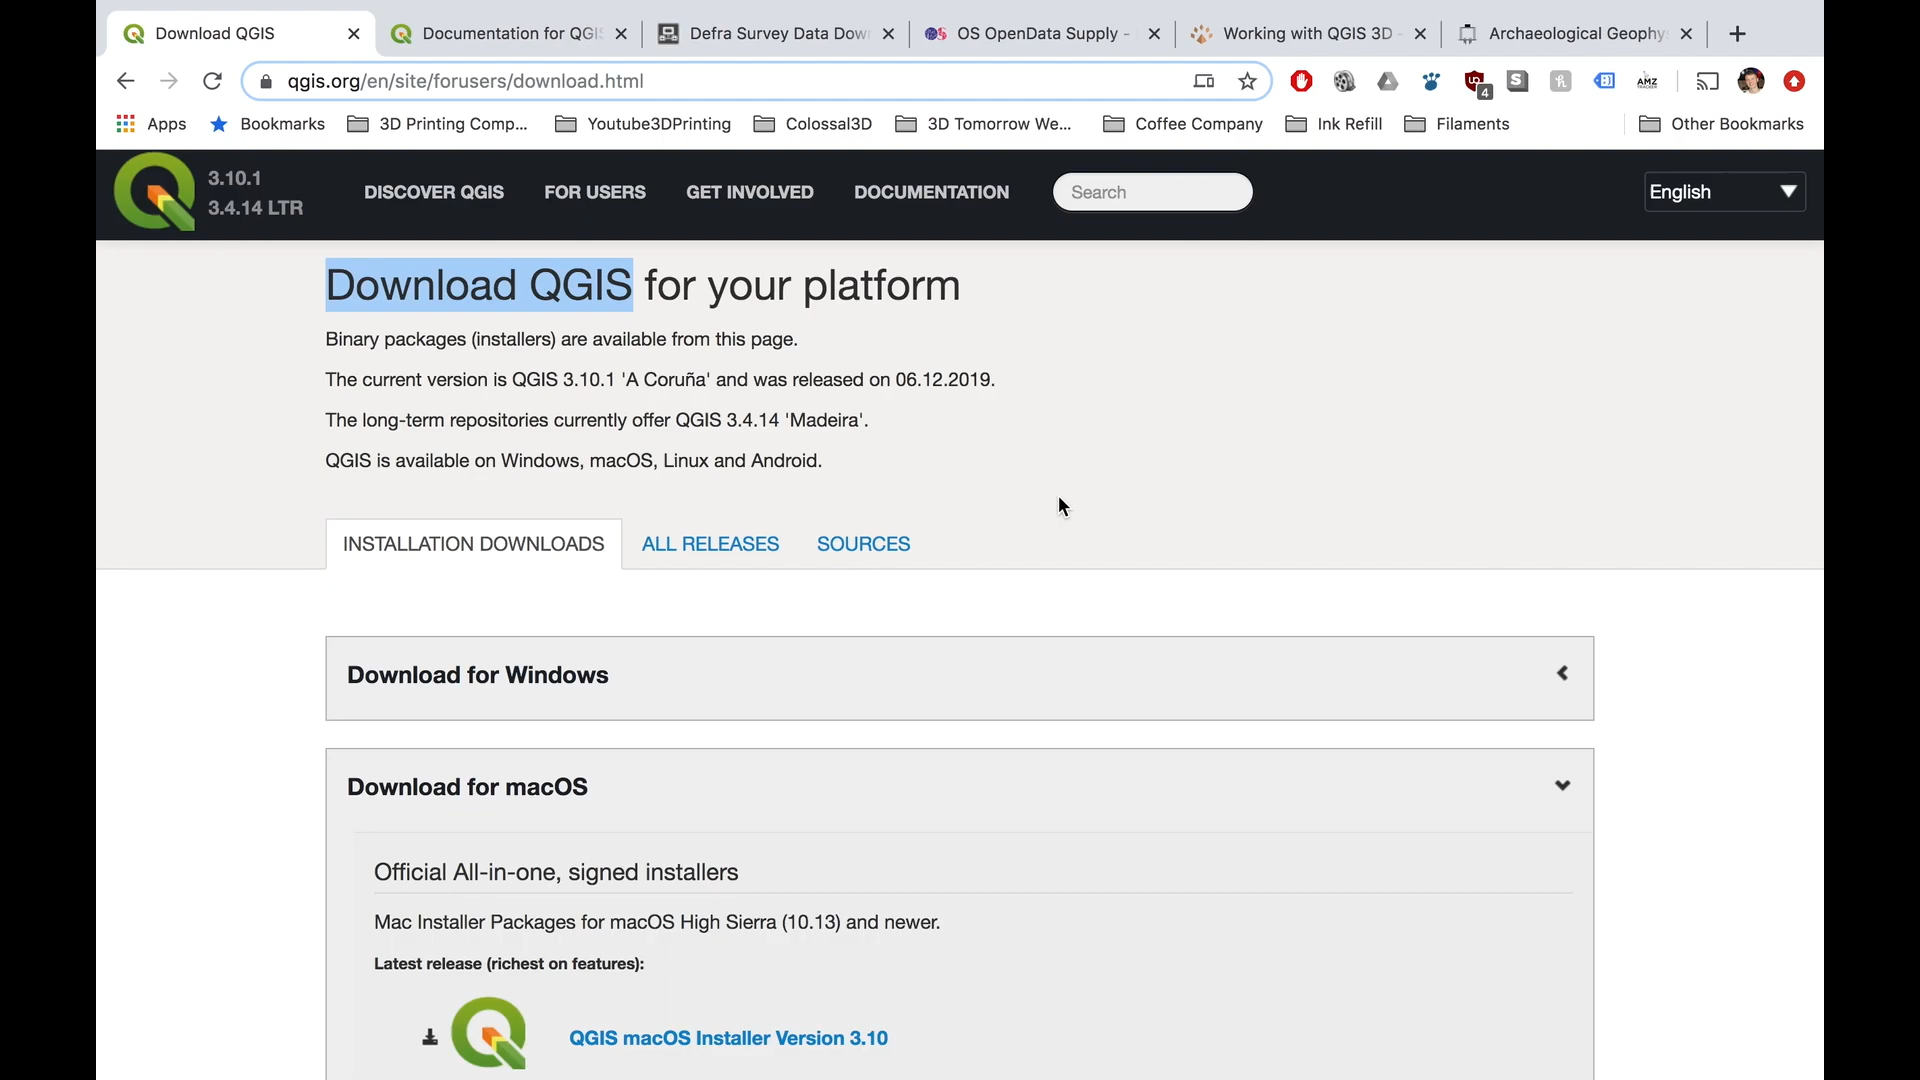 Download QGIS
Documentation for QGIS
Defra Survey Data Dow
OS OpenData Supply -
Working with QGIS 3D -
Archaeological Geophy
qgis.org/en/site/forusers/download.html
4
AMZ
Apps
Bookmarks
3D Printing Comp...
Youtube3DPrinting
Colossal3D
3D Tomorrow We...
Coffee Company
Ink Refill
Filaments
Other Bookmarks
3.10.1
3.4.14 LTR
DISCOVER QGIS
FOR USERS
GET INVOLVED
DOCUMENTATION
Search
English
Download QGIS for your platform
Binary packages (installers) are available from this page.
The current version is QGIS 3.10.1 'A Coruña' and was released on 06.12.2019.
The long-term repositories currently offer QGIS 3.4.14 'Madeira'.
QGIS is available on Windows, macOS, Linux and Android.
INSTALLATION DOWNLOADS
ALL RELEASES
SOURCES
Download for Windows
Download for macOS
Official All-in-one, signed installers
Mac Installer Packages for macOS High Sierra (10.13) and newer.
Latest release (richest on features):
QGIS macOS Installer Version 3.10